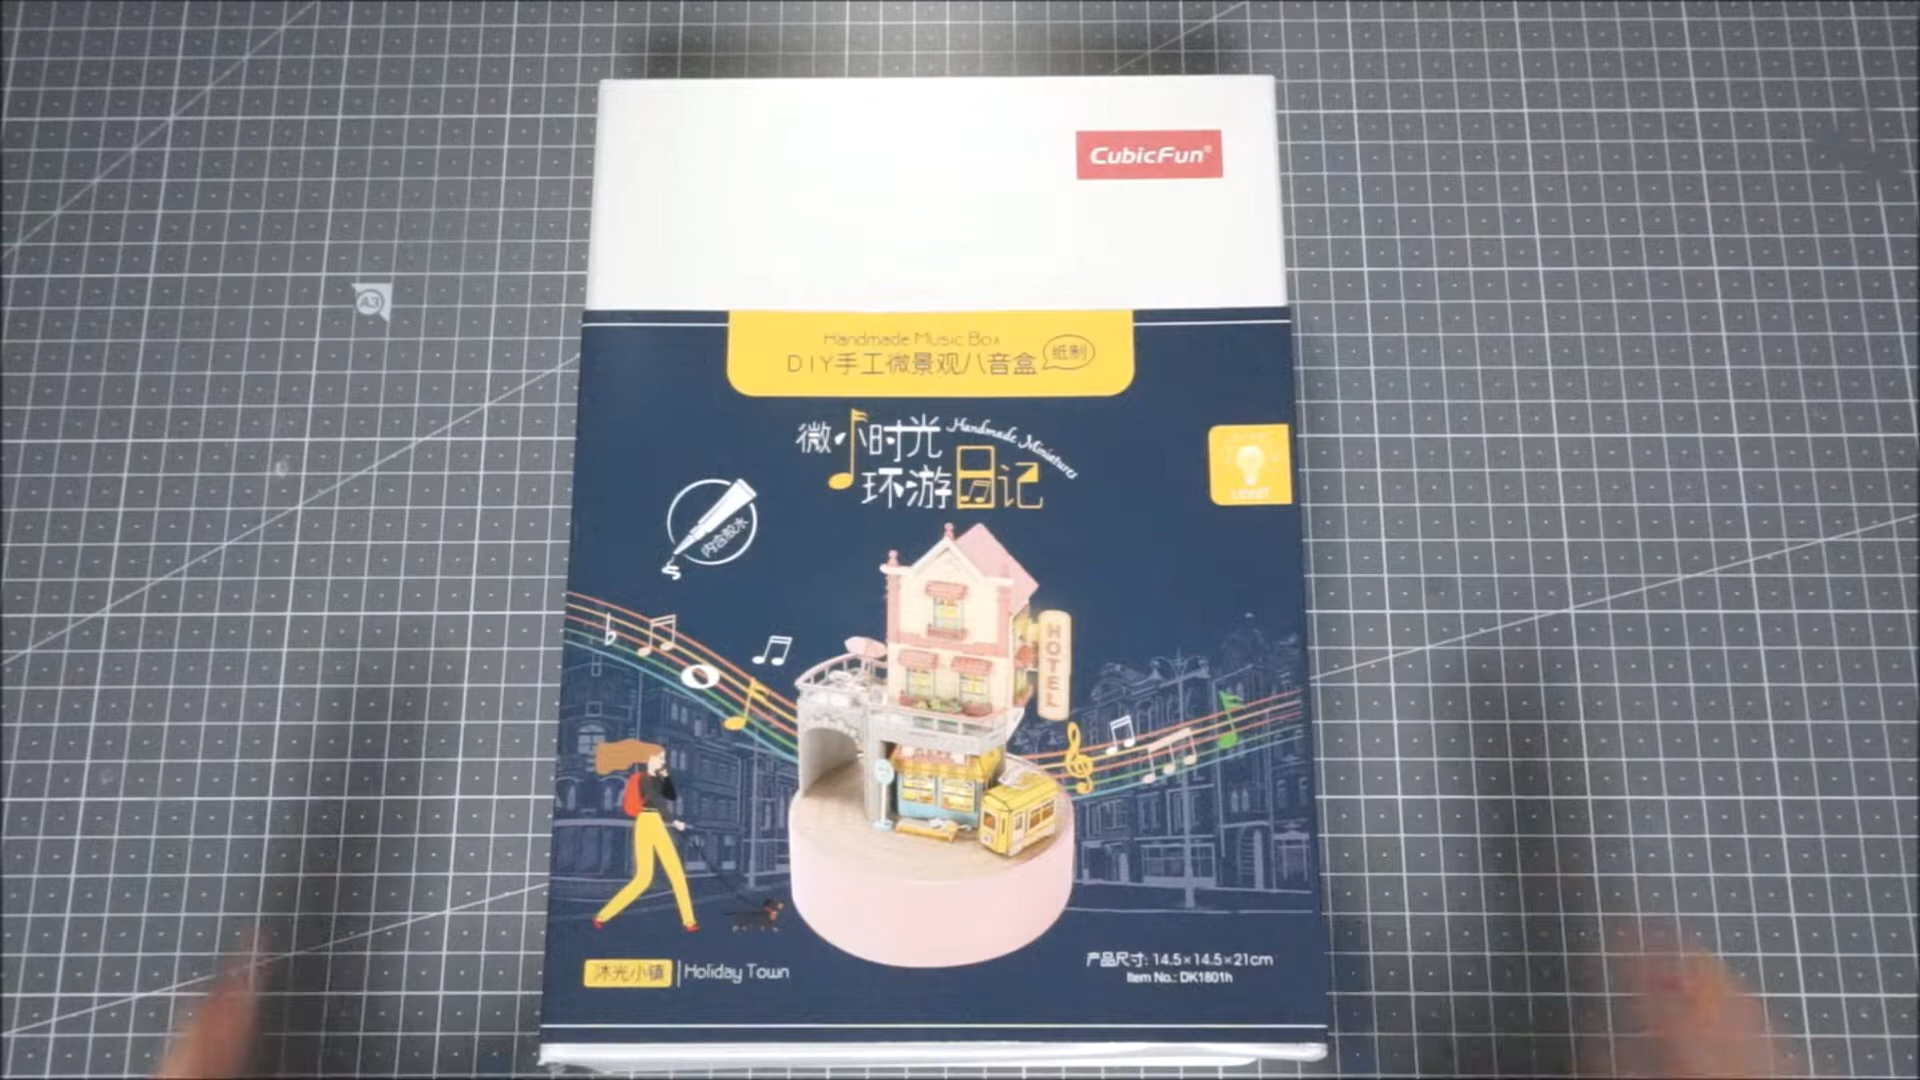 CubicFun®
A3
Handmade Music Box
DIY手工微景观八音盒 纸制
微小时光 Handmade Miniatures
环游日记
内含胶水
HOTEL
沐光小镇 Holiday Town
产品尺寸: 14.5×14.5×21cm
Item No.: DK1801h